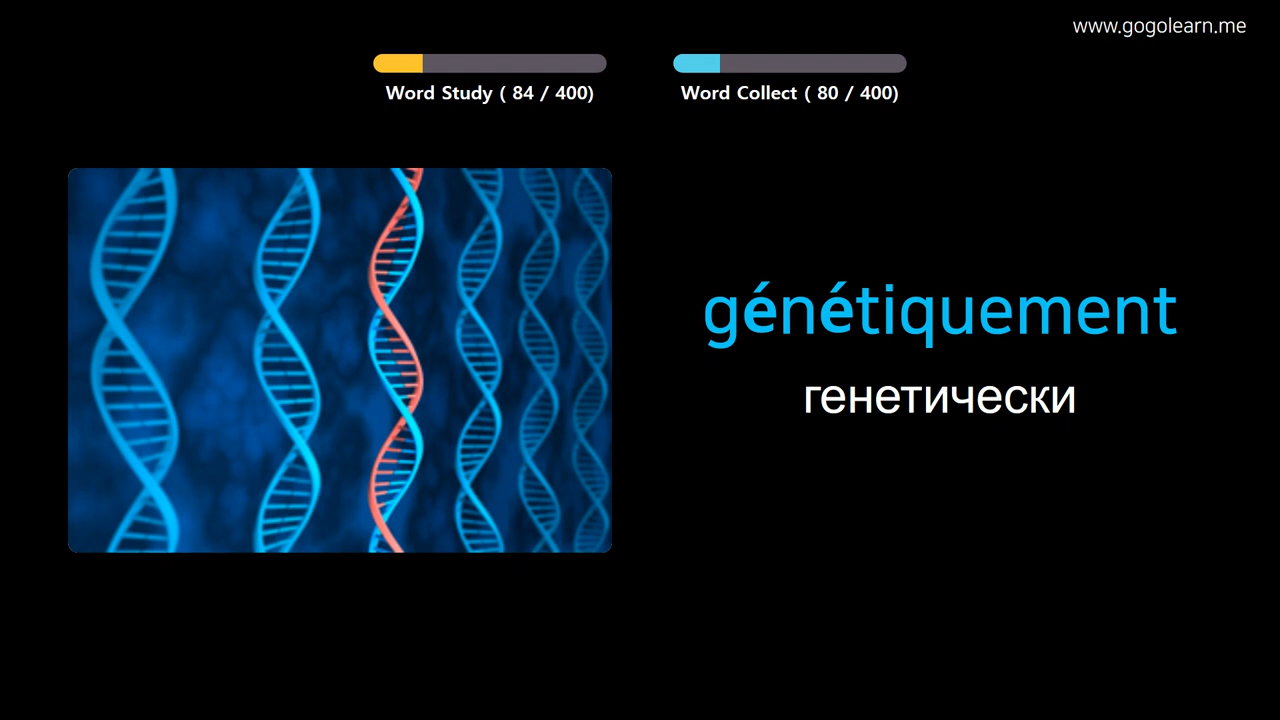 www.gogolearn.me
Word Study ( 84 / 400)
Word Collect ( 80 / 400)
génétiquement
генетически